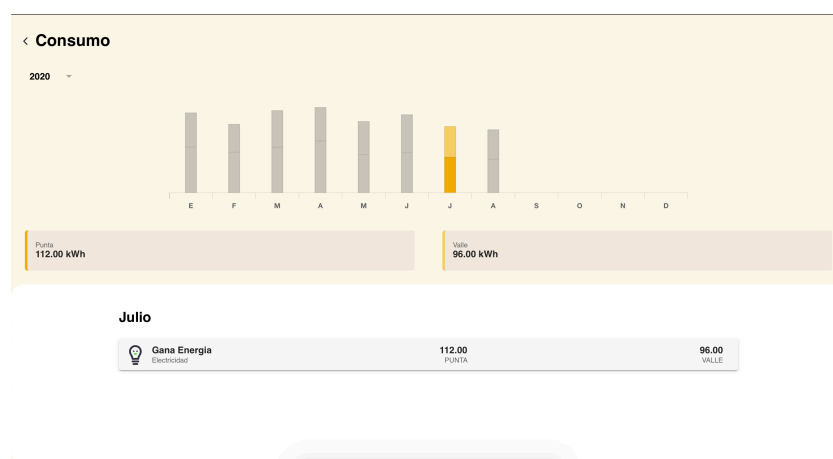 ‹ Consumo
2020
E F M A M J J A S O N D
Punta
112.00 kWh
Valle
96.00 kWh
Julio
Gana Energia 112.00 96.00
Electricidad PUNTA VALLE